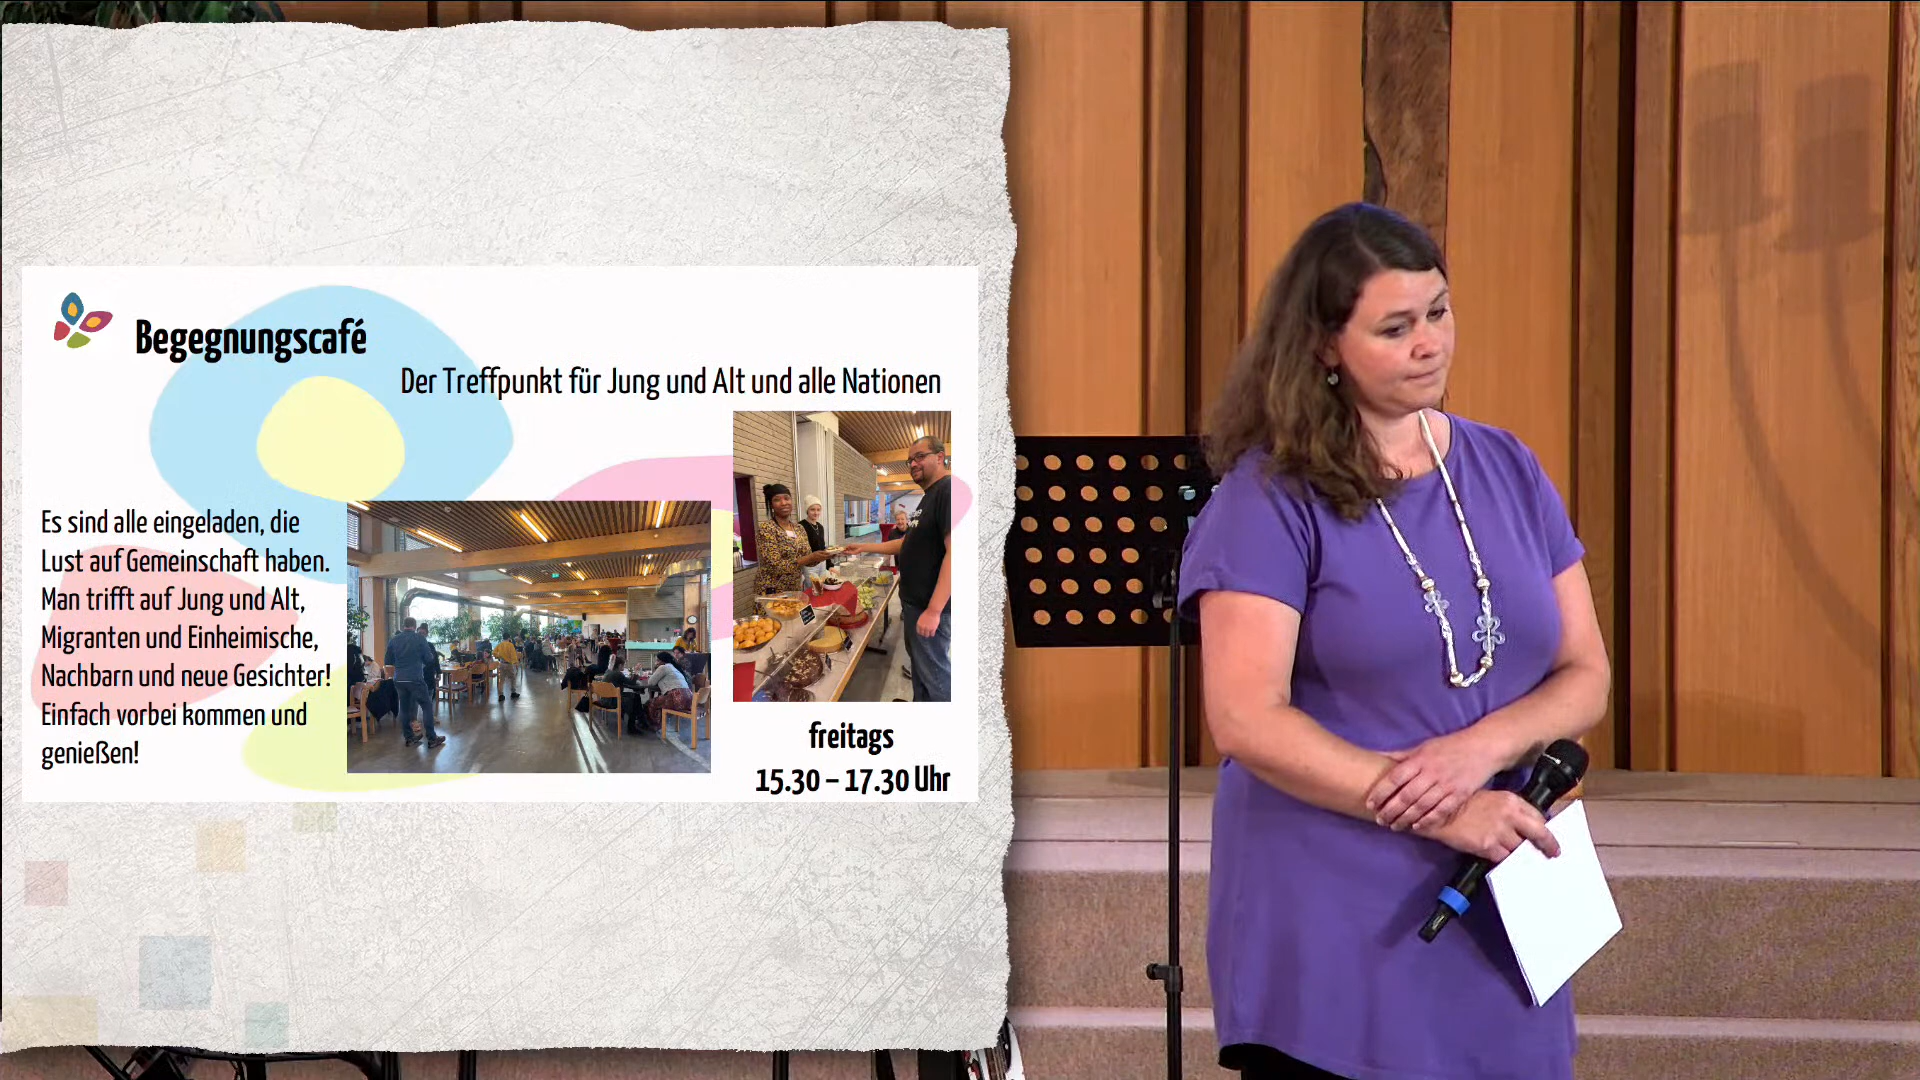 Begegnungscafé
Der Treffpunkt für Jung und Alt und alle Nationen
Es sind alle eingeladen, die
Lust auf Gemeinschaft haben.
Man trifft auf Jung und Alt,
Migranten und Einheimische,
Nachbarn und neue Gesichter!
Einfach vorbei kommen und
genießen!
freitags
15.30 – 17.30 Uhr